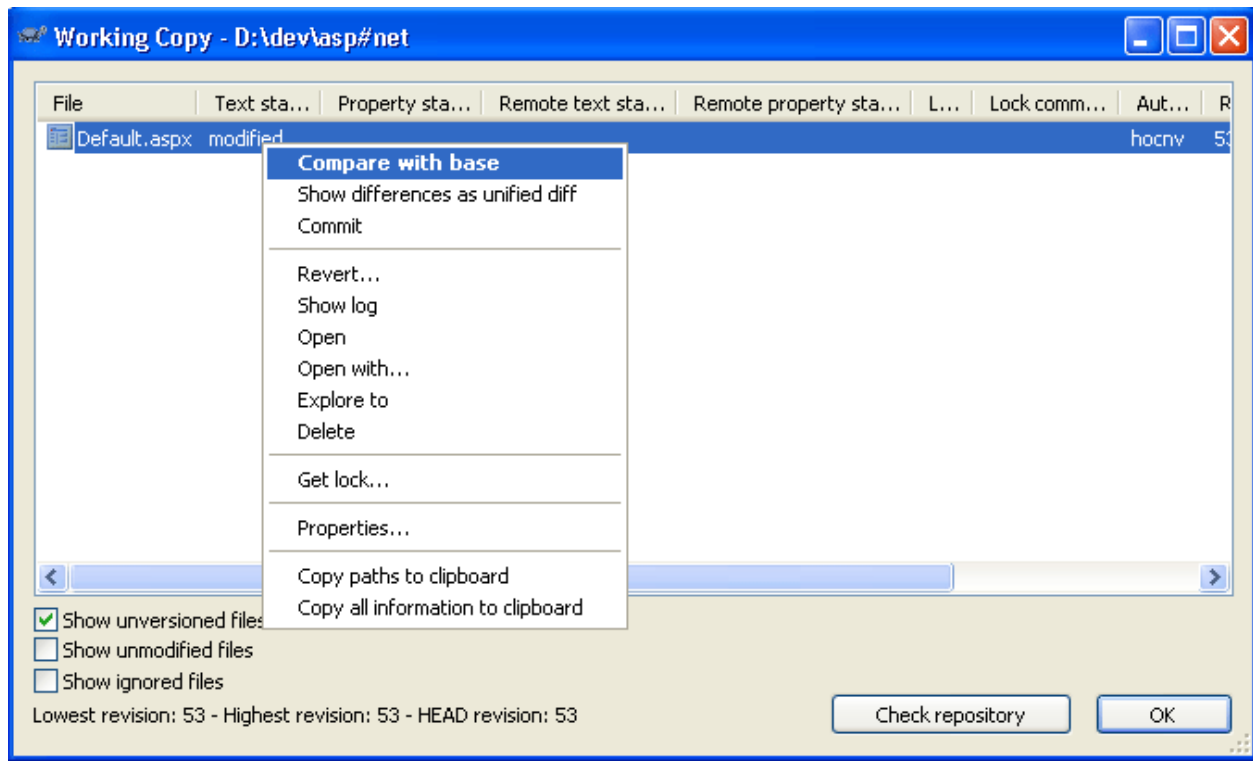 Working Copy - D:\dev\asp#net
File Text sta... Property sta... Remote text sta... Remote property sta... L... Lock comm... Aut... R
Default.aspx modified hocnv 53
Compare with base
Show differences as unified diff
Commit
Revert...
Show log
Open
Open with...
Explore to
Delete
Get lock...
Properties...
Copy paths to clipboard
Copy all information to clipboard
Show unversioned files
Show unmodified files
Show ignored files
Lowest revision: 53 - Highest revision: 53 - HEAD revision: 53
Check repository
OK